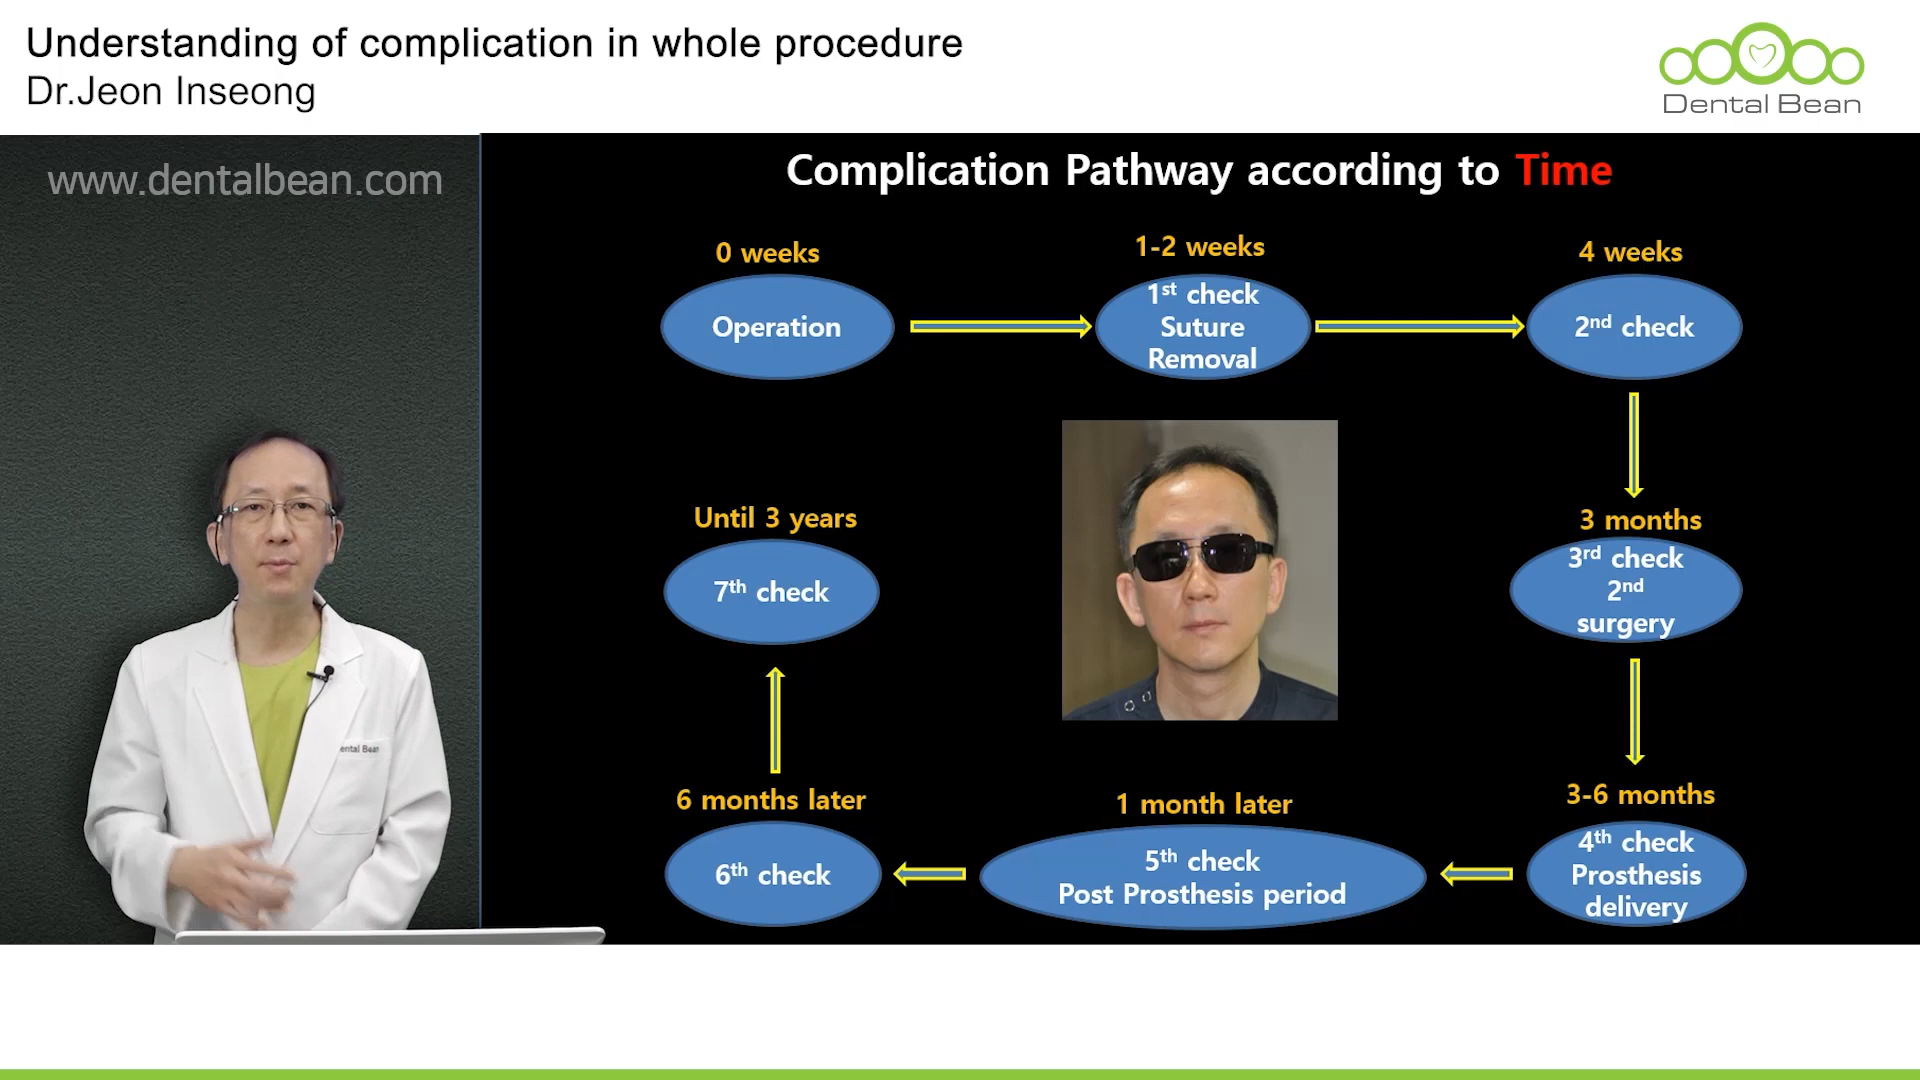 Understanding of complication in whole procedure
Dr.Jeon Inseong
Dental Bean
www.dentalbean.com
Complication Pathway according to Time
0 weeks
Operation
1-2 weeks
1st check
Suture
Removal
4 weeks
2nd check
3 months
3rd check
2nd
surgery
3-6 months
4th check
Prosthesis
delivery
1 month later
5th check
Post Prosthesis period
6 months later
6th check
Until 3 years
7th check
ental Bean